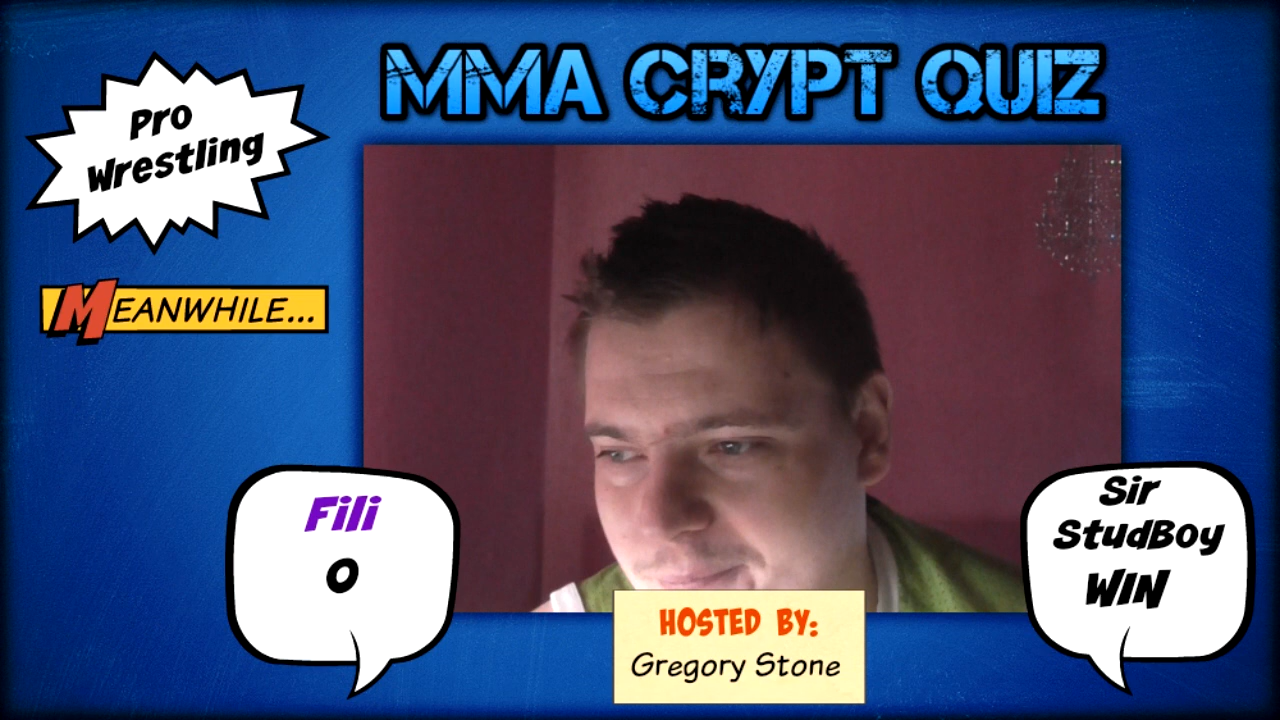 MMA CRYPT QUIZ
Pro
Wrestling
MEANWHILE...
Fili
0
Sir
StudBoy
WIN
HOSTED BY:
Gregory Stone